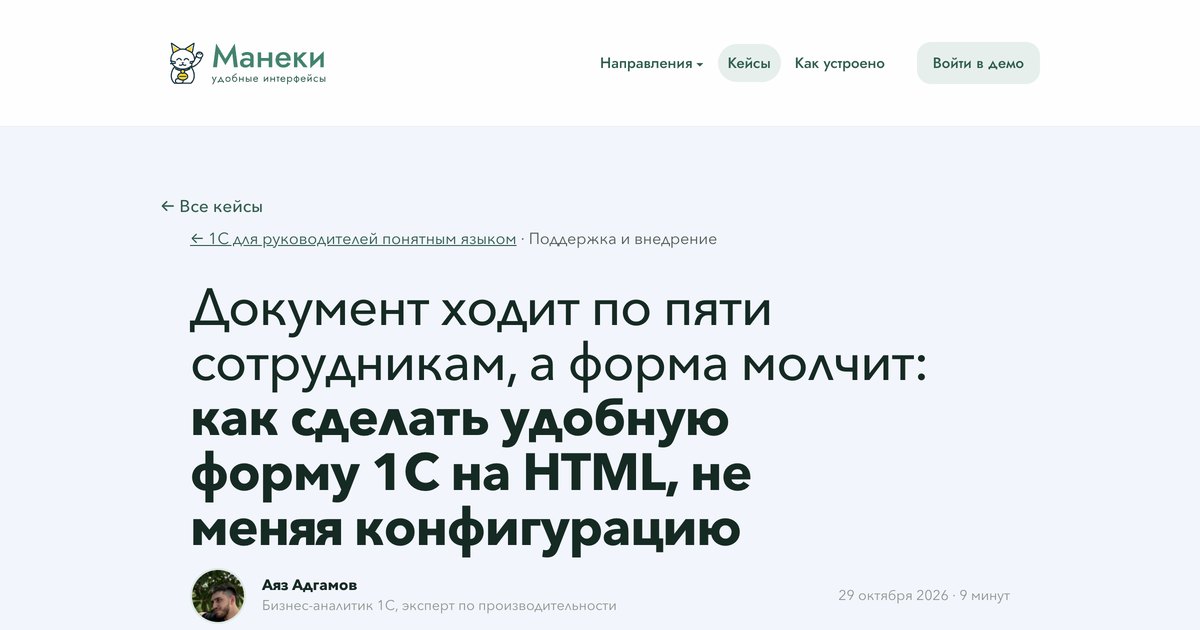 Манеки
удобные интерфейсы
Направления
Кейсы
Как устроено
Войти в демо
← Все кейсы
← 1С для руководителей понятным языком · Поддержка и внедрение
Документ ходит по пяти
сотрудникам, а форма молчит:
как сделать удобную
форму 1С на HTML, не
меняя конфигурацию
Аяз Адгамов
Бизнес-аналитик 1С, эксперт по производительности
29 октября 2026 · 9 минут